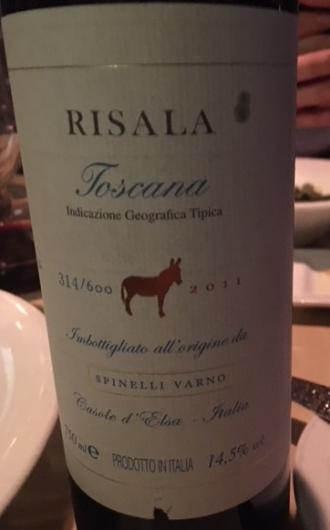 RISALA
Toscana
Indicazione Geografica Tipica
314/600 2011
Imbottigliato all'origine da
SPINELLI VARNO
Casole d'Elsa - Italia
750 ml e PRODOTTO IN ITALIA 14,5% vol